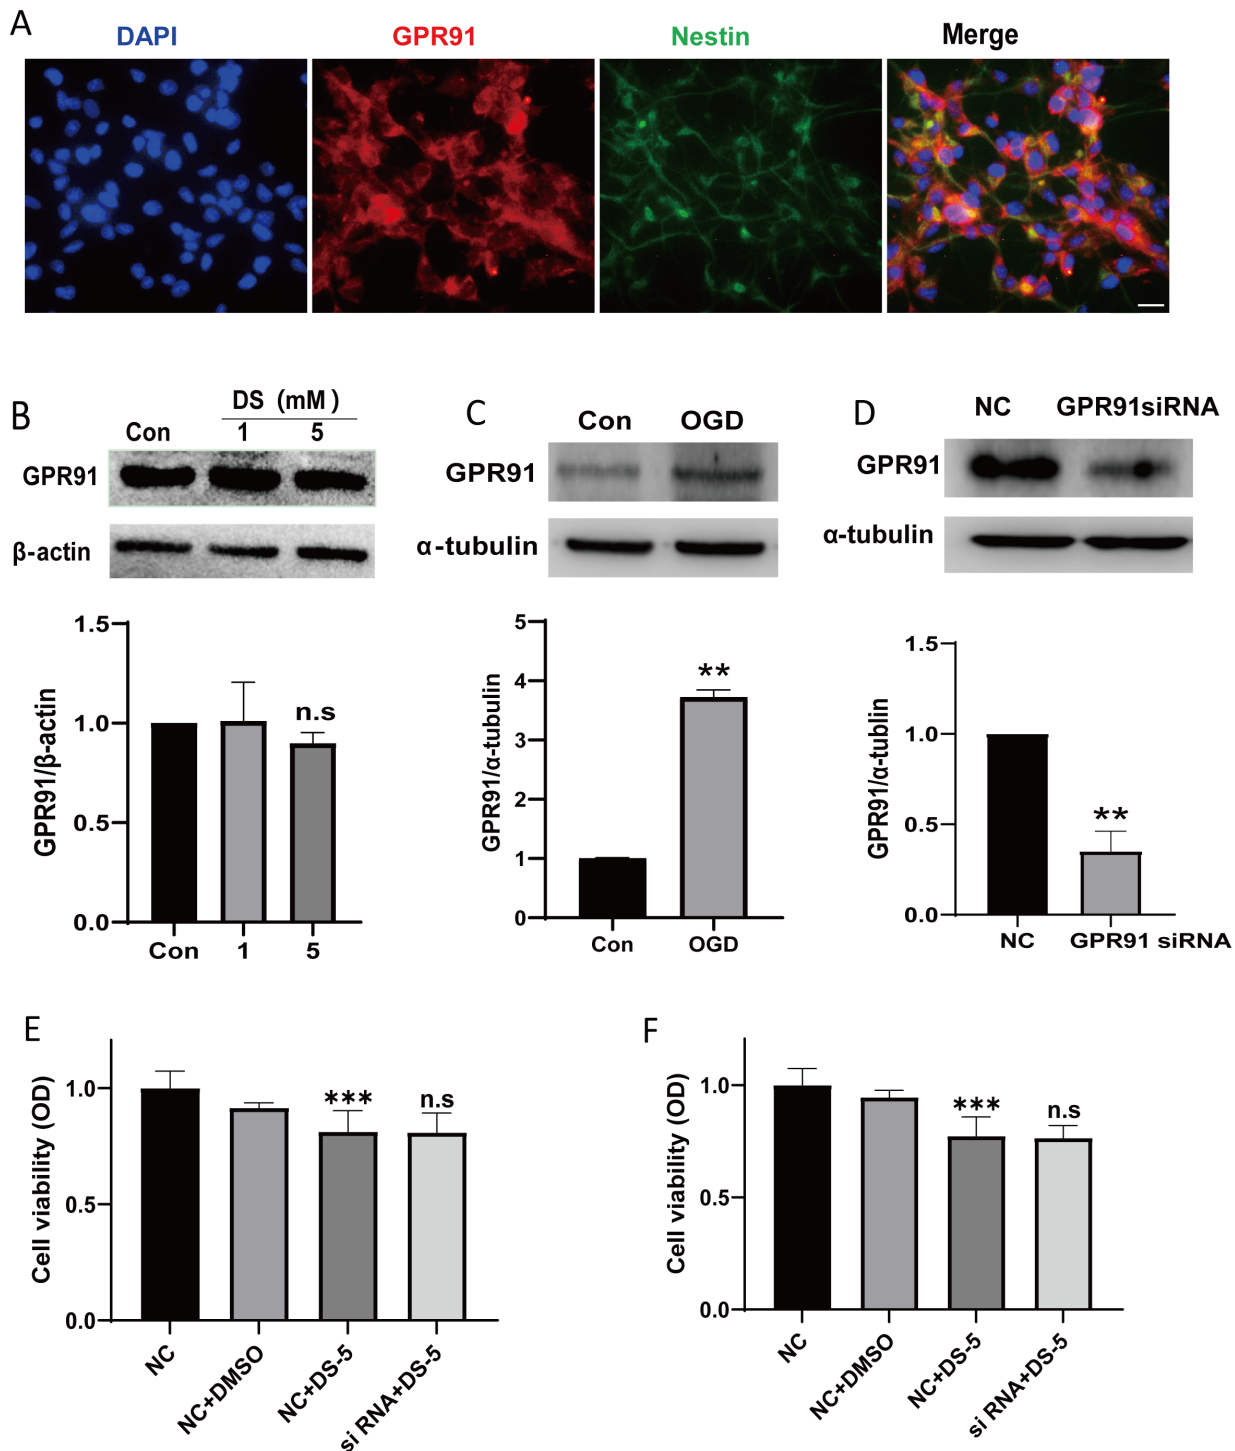 A
DAPI GPR91 Nestin Merge
B
DS (mM)
Con 1 5
GPR91
β-actin
1.5
1.0
0.5
0.0
GPR91/β-actin
n.s
Con 1 5
C
Con OGD
GPR91
α-tubulin
5
4
3
2
1
0
GPR91/α-tubulin
**
Con OGD
D
NC GPR91siRNA
GPR91
α-tubulin
1.5
1.0
0.5
0.0
GPR91/α-tublin
**
NC GPR91 siRNA
E
1.0
0.5
0.0
Cell viability (OD)
***
n.s
NC
NC+DMSO
NC+DS-5
si RNA+DS-5
F
1.0
0.5
0.0
Cell viability (OD)
***
n.s
NC
NC+DMSO
NC+DS-5
si RNA+DS-5